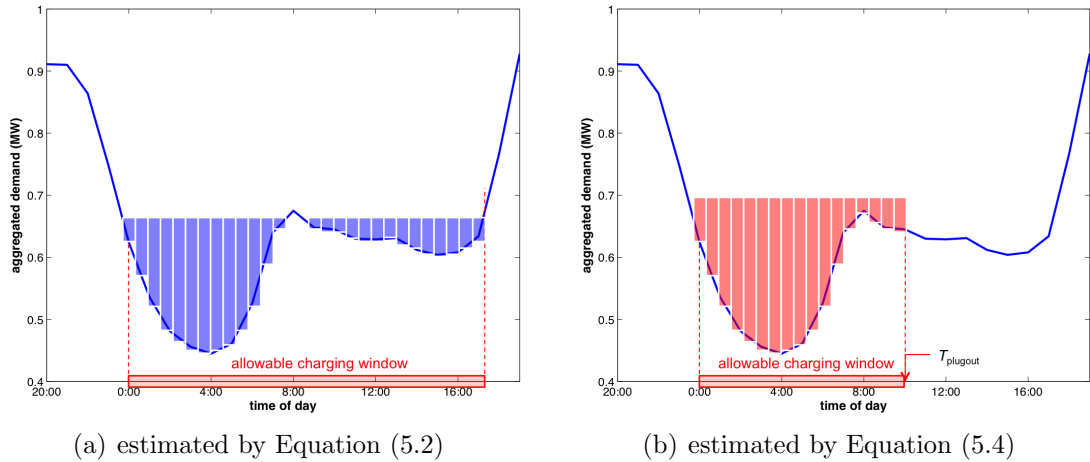 1
0.9
0.8
0.7
0.6
0.5
0.4
aggregated demand (MW)
allowable charging window
20:00 0:00 4:00 8:00 12:00 16:00
time of day
(a) estimated by Equation (5.2)
1
0.9
0.8
0.7
0.6
0.5
0.4
aggregated demand (MW)
allowable charging window
Tplugout
20:00 0:00 4:00 8:00 12:00 16:00
time of day
(b) estimated by Equation (5.4)